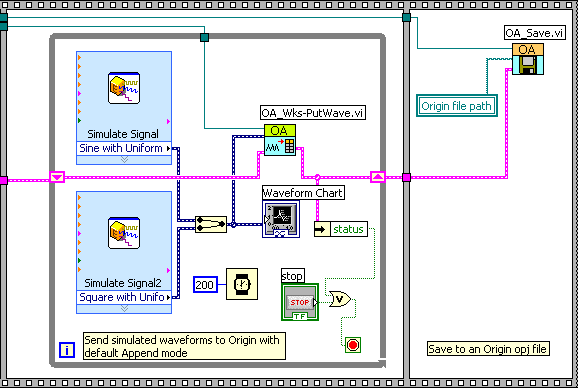 OA_Save.vi
OA
Origin file path
OA_Wks-PutWave.vi
OA
Simulate Signal
Sine with Uniform
Waveform Chart
status
Simulate Signal2
Square with Unifo
200
stop
STOP
TF
V
i
Send simulated waveforms to Origin with
default Append mode
Save to an Origin opj file